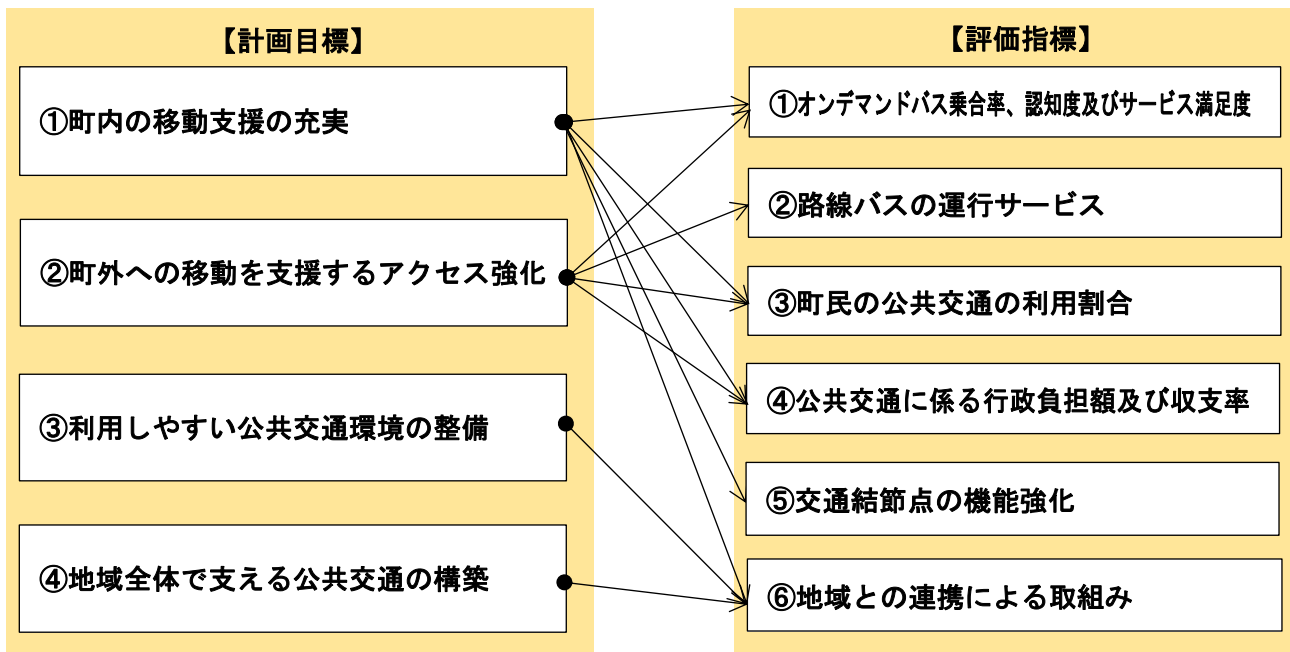 【計画目標】
①町内の移動支援の充実
②町外への移動を支援するアクセス強化
③利用しやすい公共交通環境の整備
④地域全体で支える公共交通の構築
【評価指標】
①オンデマンドバス乗合率、認知度及びサービス満足度
②路線バスの運行サービス
③町民の公共交通の利用割合
④公共交通に係る行政負担額及び収支率
⑤交通結節点の機能強化
⑥地域との連携による取組み